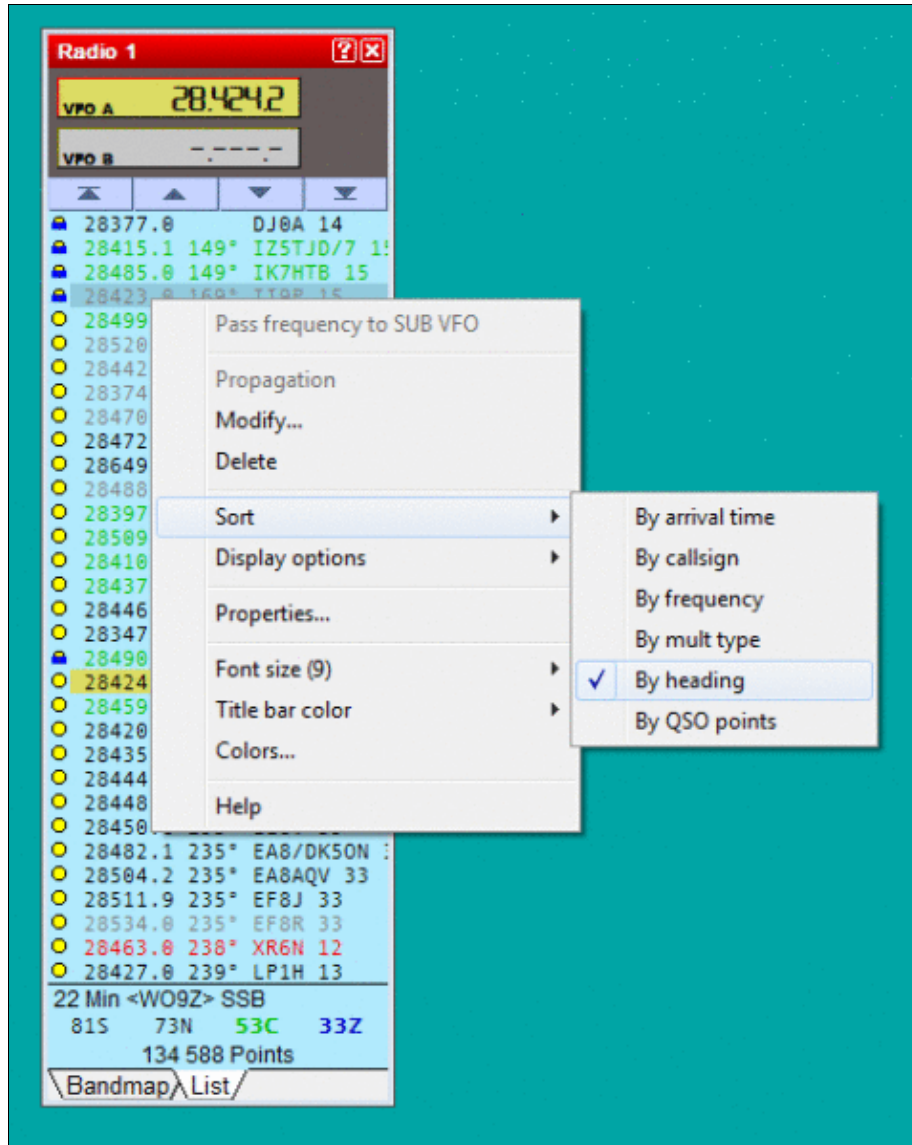 Radio 1
VFO A 28.424.2
VFO B -.---.-
28377.0 DJ0A 14
28415.1 149° IZ5TJD/7 15
28485.0 149° IK7HTB 15
28423.0 169°
28499
28520
28442
28374
28470
28472
28649
28488
28397
28509
28410
28437
28446
28347
28490
28424
28459
28420
28435
28444
28448
28450.
28482.1 235° EA8/DK5ON
28504.2 235° EA8AQV 33
28511.9 235° EF8J 33
28534.0 235° EF8R 33
28463.0 238° XR6N 12
28427.0 239° LP1H 13
22 Min <WO9Z> SSB
81S 73N 53C 33Z
134 588 Points
Bandmap List
Pass frequency to SUB VFO
Propagation
Modify...
Delete
Sort
Display options
Properties...
Font size (9)
Title bar color
Colors...
Help
By arrival time
By callsign
By frequency
By mult type
By heading
By QSO points